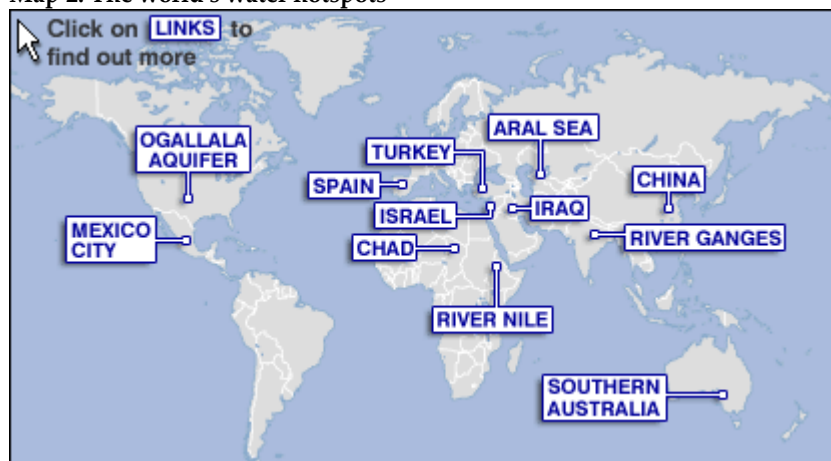 Map 2. The world's water hotspots
Click on LINKS to
find out more
OGALLALA
AQUIFER
TURKEY
ARAL SEA
SPAIN
CHINA
ISRAEL
IRAQ
MEXICO
CITY
CHAD
RIVER GANGES
RIVER NILE
SOUTHERN
AUSTRALIA